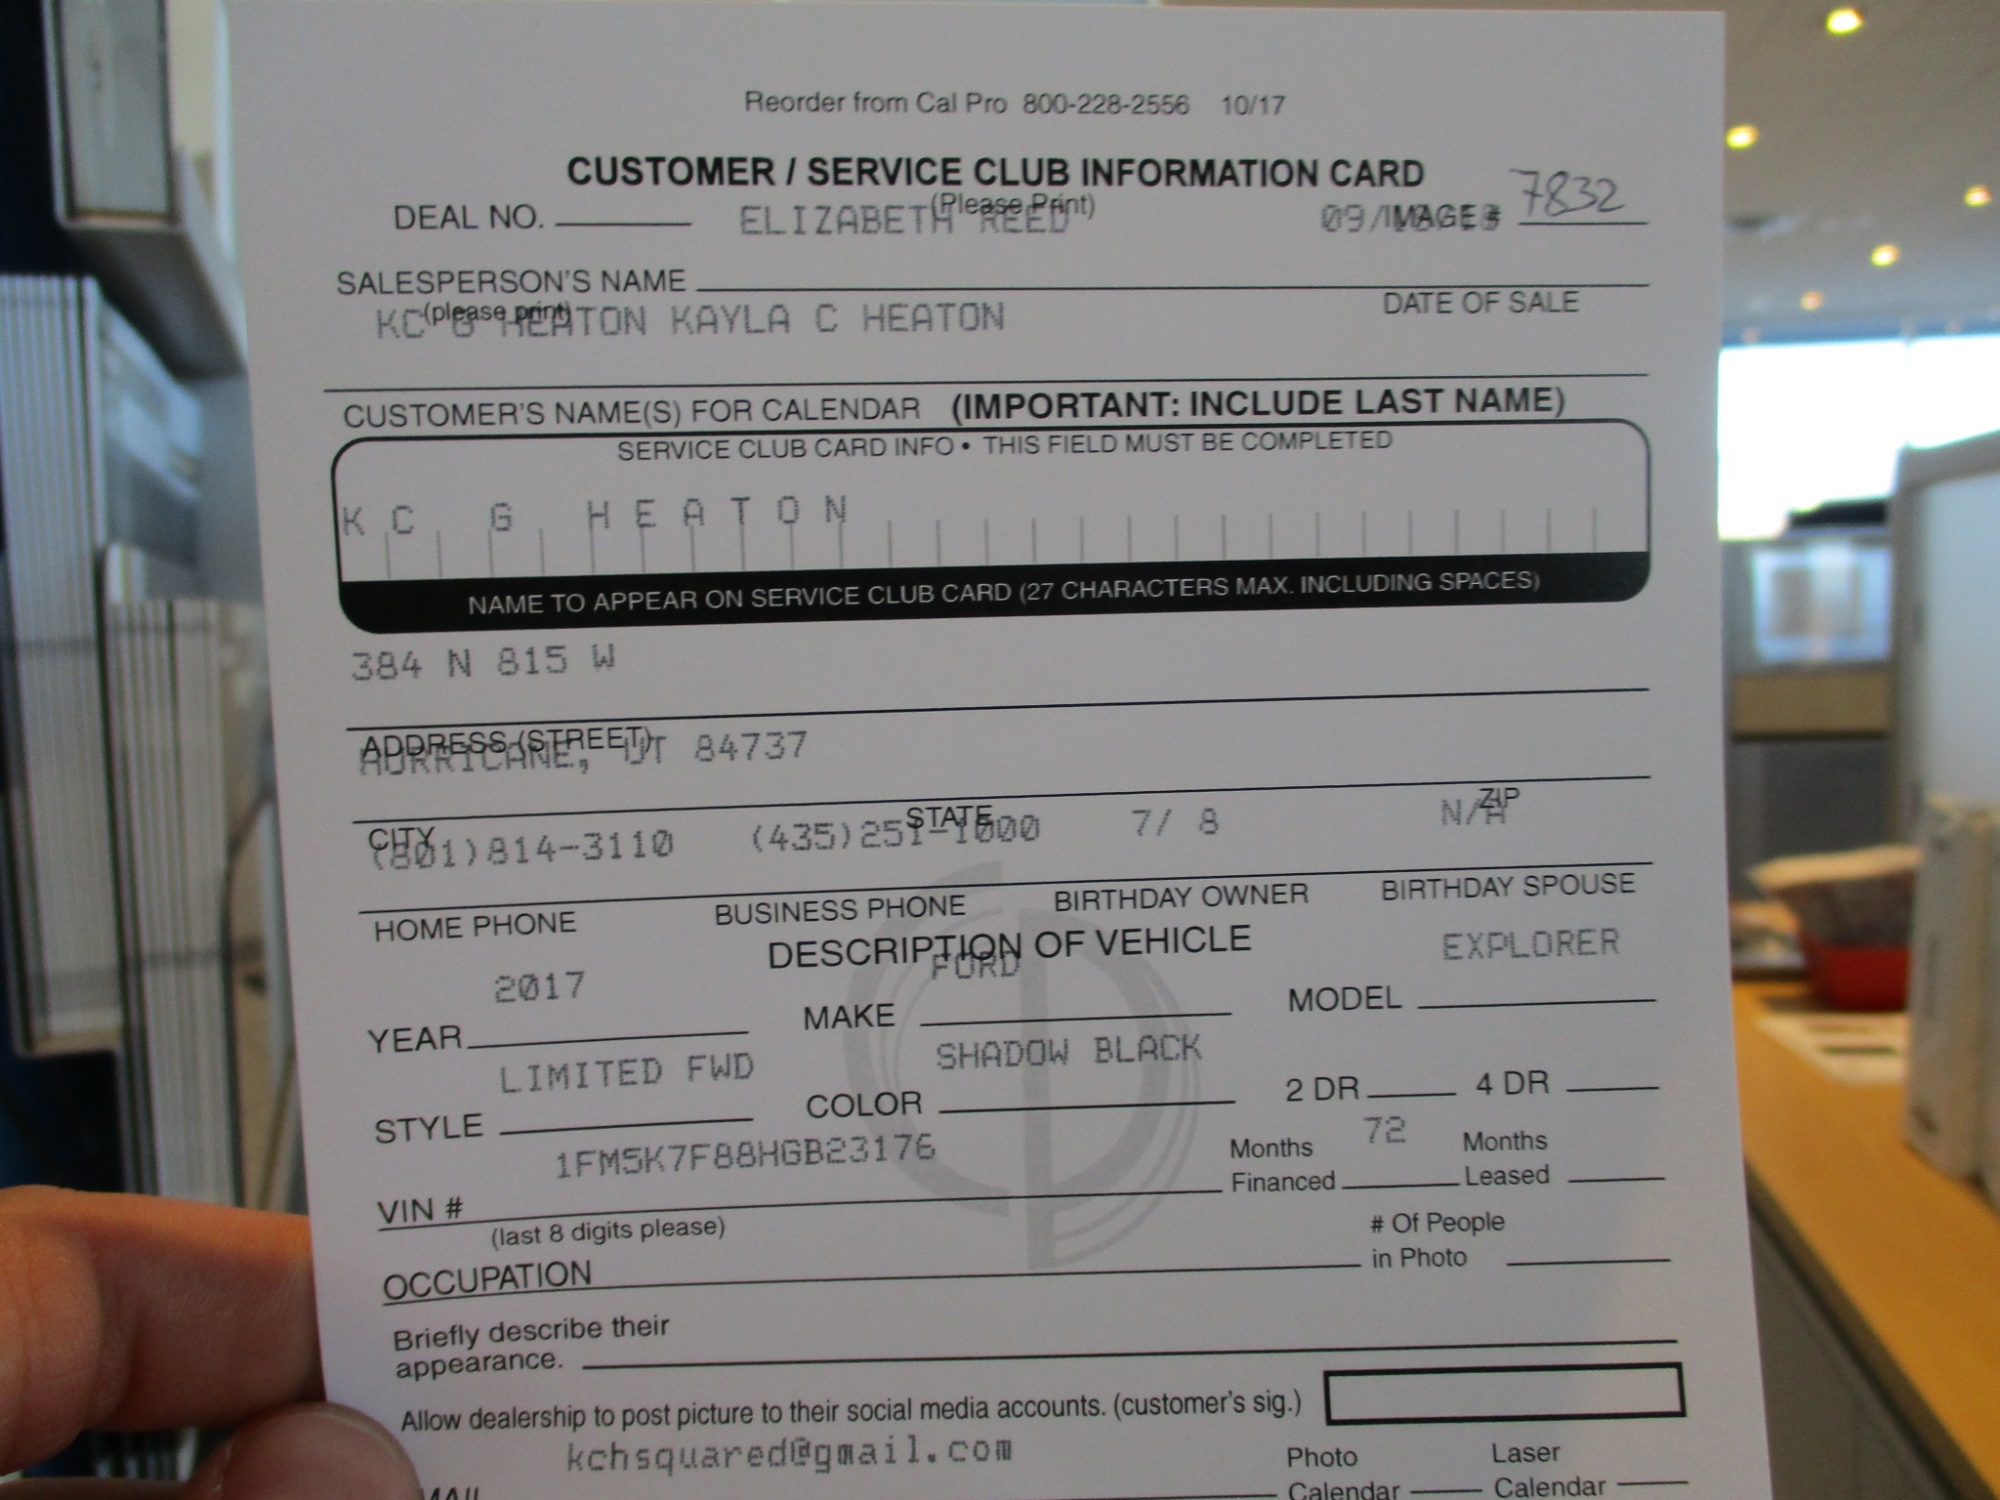 Reorder from Cal Pro 800-228-2556 10/17
CUSTOMER / SERVICE CLUB INFORMATION CARD
(Please Print)
DEAL NO. ELIZABETH REED 09/ IMAGE # 7832
SALESPERSON'S NAME
(please print) DATE OF SALE
KC G HEATON KAYLA C HEATON
CUSTOMER'S NAME(S) FOR CALENDAR (IMPORTANT: INCLUDE LAST NAME)
SERVICE CLUB CARD INFO • THIS FIELD MUST BE COMPLETED
KC G HEATON
NAME TO APPEAR ON SERVICE CLUB CARD (27 CHARACTERS MAX. INCLUDING SPACES)
384 N 815 W
ADDRESS (STREET)
HURRICANE, UT 84737
CITY STATE ZIP
(801)814-3110 (435)251-1000 7/ 8 N/A
HOME PHONE BUSINESS PHONE BIRTHDAY OWNER BIRTHDAY SPOUSE
DESCRIPTION OF VEHICLE
2017 FORD EXPLORER
YEAR MAKE MODEL
LIMITED FWD SHADOW BLACK
STYLE COLOR 2 DR 4 DR
1FM5K7F88HGB23176 72
VIN # Months Financed Months Leased
(last 8 digits please)
# Of People in Photo
OCCUPATION
Briefly describe their
appearance.
Allow dealership to post picture to their social media accounts. (customer's sig.)
kchsquared@gmail.com
Photo Calendar Laser Calendar